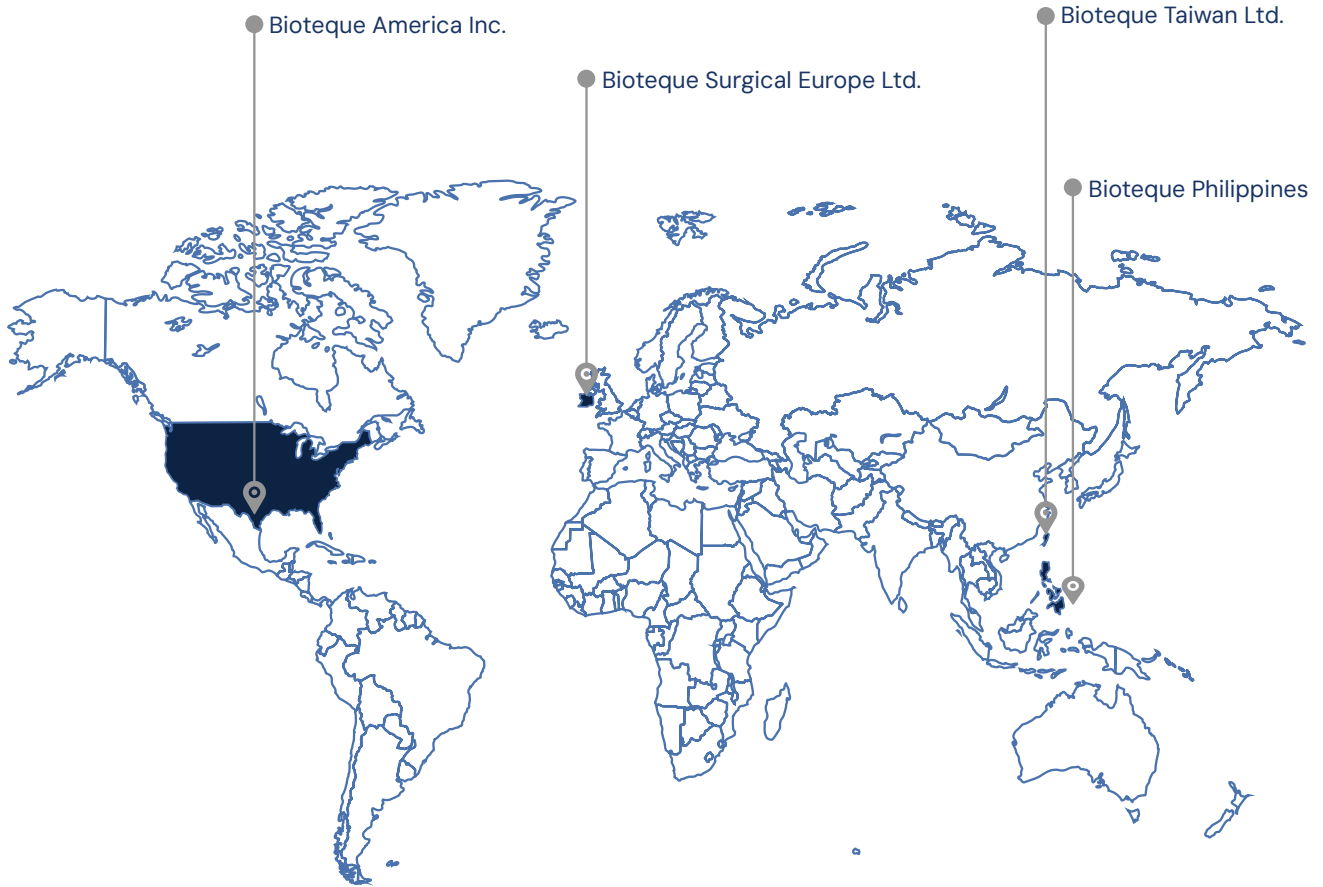 Bioteque America Inc.
Bioteque Taiwan Ltd.
Bioteque Surgical Europe Ltd.
Bioteque Philippines